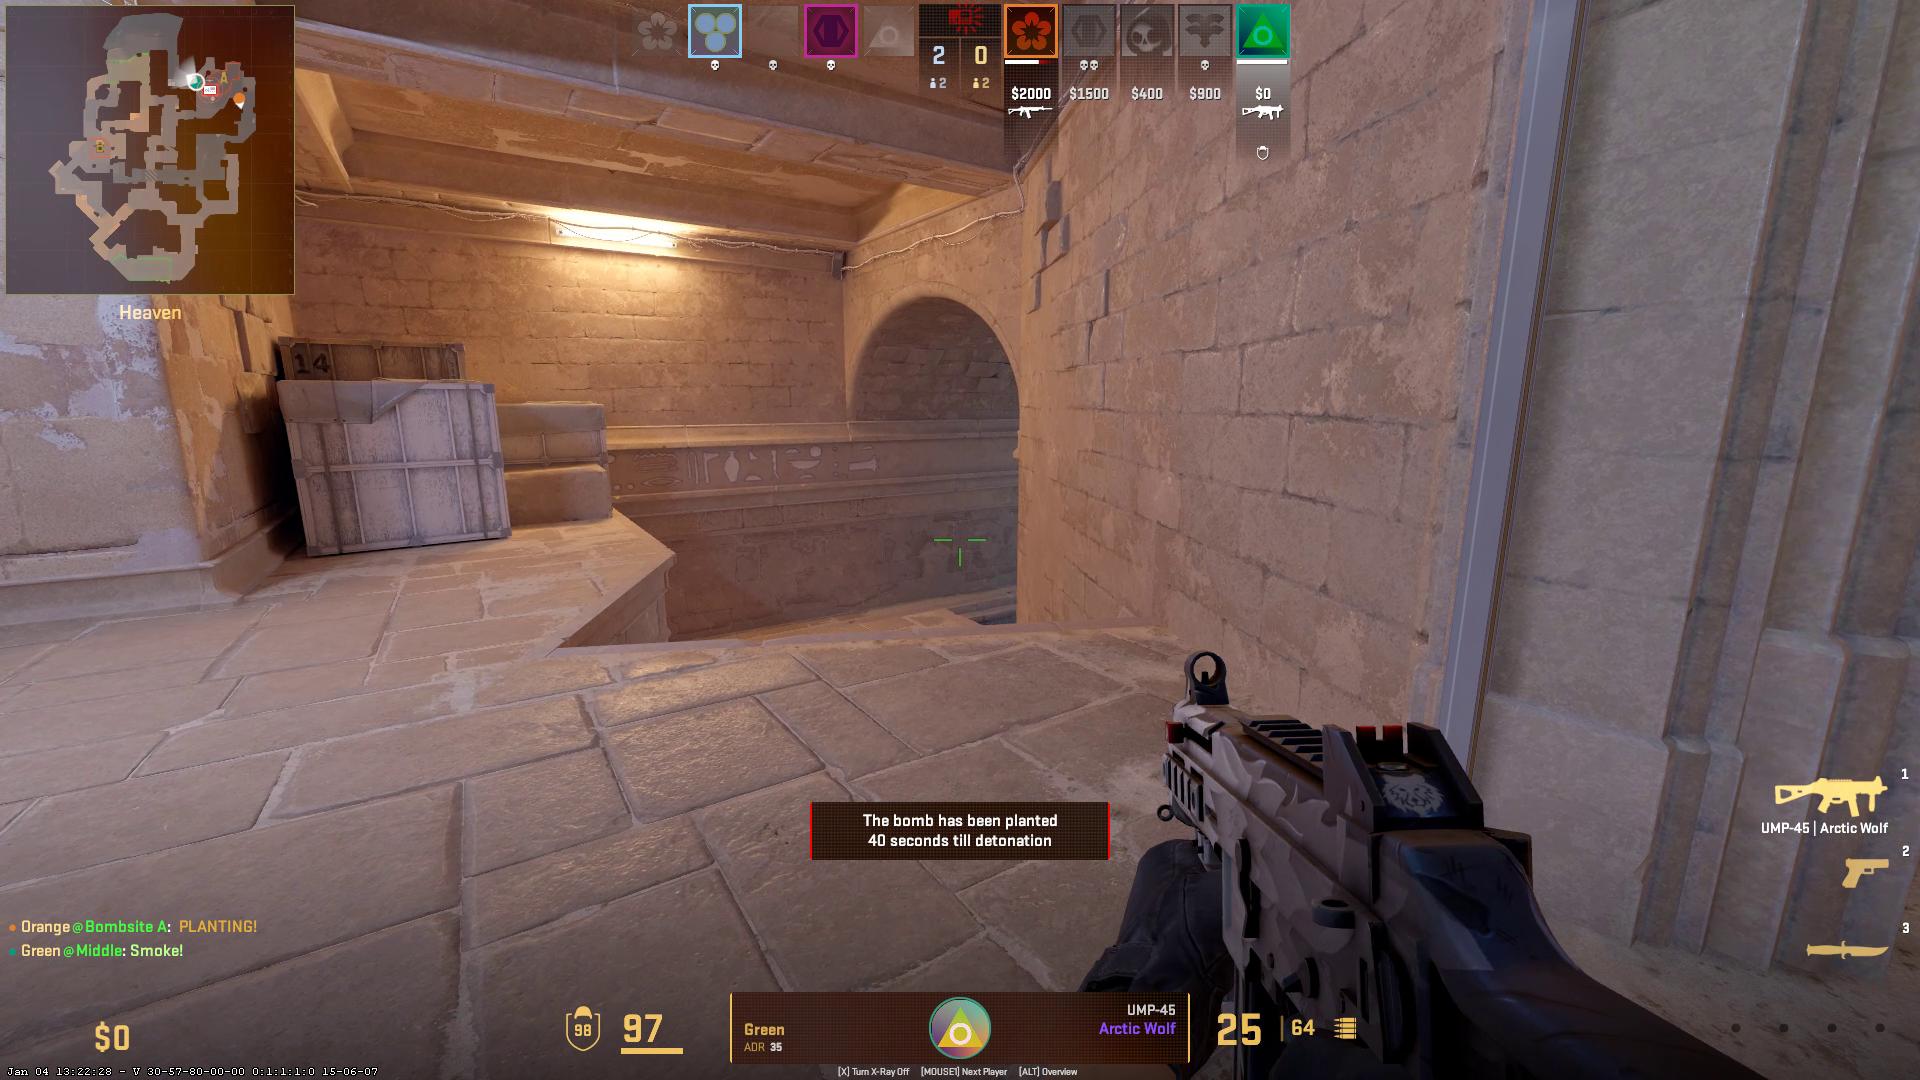 2
0
2
2
$2000
$1500
$400
$900
$0
A
B
Heaven
14
The bomb has been planted
40 seconds till detonation
1
UMP-45 | Arctic Wolf
2
3
Orange@Bombsite A: PLANTING!
Green@Middle: Smoke!
$0
98
97
Green
ADR 35
UMP-45
Arctic Wolf
25
64
[X] Turn X-Ray Off [MOUSE1] Next Player [ALT] Overview
Jan 04 13:22:28 - V 30-57-80-00-00 0:1:1:1:0 15-06-07